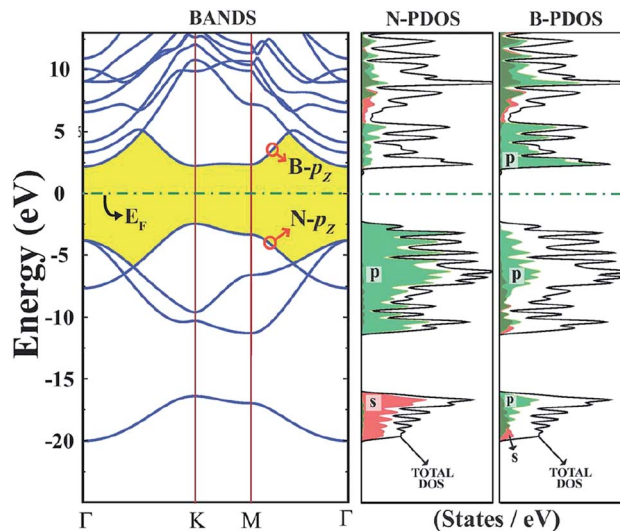 BANDS
N-PDOS
B-PDOS
Energy (eV)
10
5
0
-5
-10
-15
-20
5
B-pZ
EF
N-pZ
p
s
TOTAL
DOS
p
p
p
s
TOTAL
DOS
Γ
K
M
Γ
(States / eV)